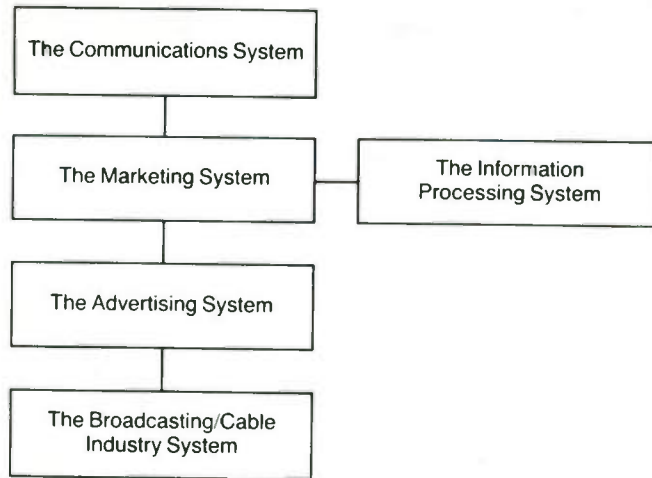 The Communications System
The Marketing System
The Information
Processing System
The Advertising System
The Broadcasting/Cable
Industry System